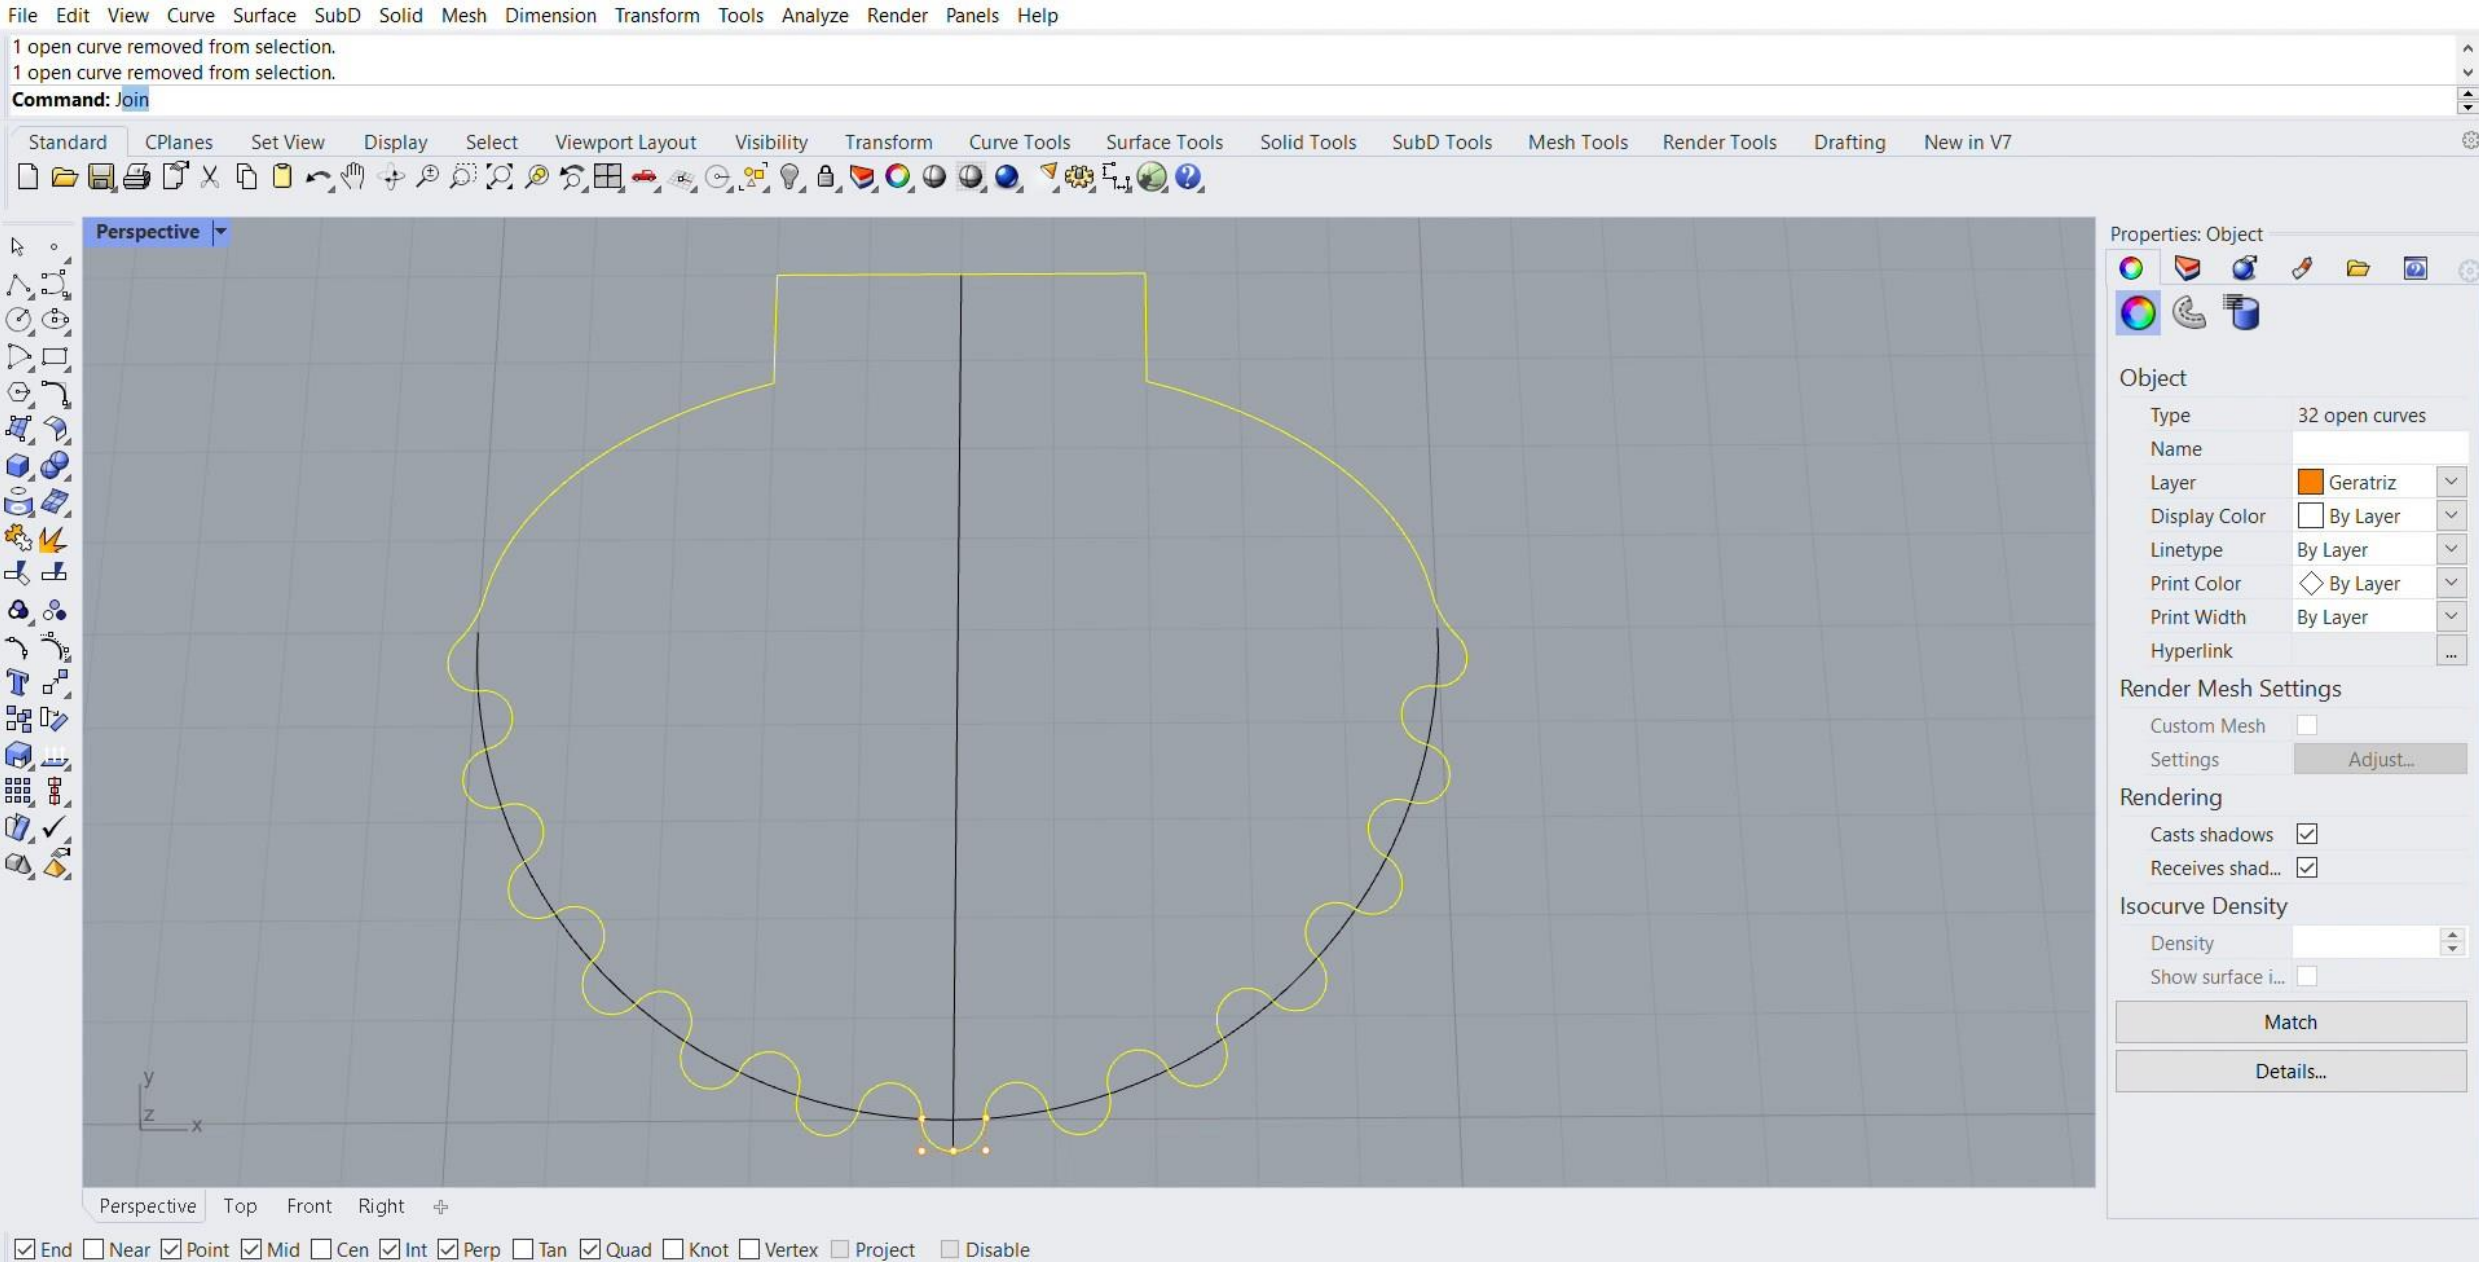 File Edit View Curve Surface SubD Solid Mesh Dimension Transform Tools Analyze Render Panels Help
1 open curve removed from selection.
1 open curve removed from selection.
Command: Join
Standard CPlanes Set View Display Select Viewport Layout Visibility Transform Curve Tools Surface Tools Solid Tools SubD Tools Mesh Tools Render Tools Drafting New in V7
Perspective
Properties: Object
Object
Type 32 open curves
Name
Layer Geratriz
Display Color By Layer
Linetype By Layer
Print Color By Layer
Print Width By Layer
Hyperlink ...
Render Mesh Settings
Custom Mesh
Settings Adjust...
Rendering
Casts shadows
Receives shad...
Isocurve Density
Density
Show surface i...
Match
Details...
y
z x
Perspective Top Front Right
End Near Point Mid Cen Int Perp Tan Quad Knot Vertex Project Disable